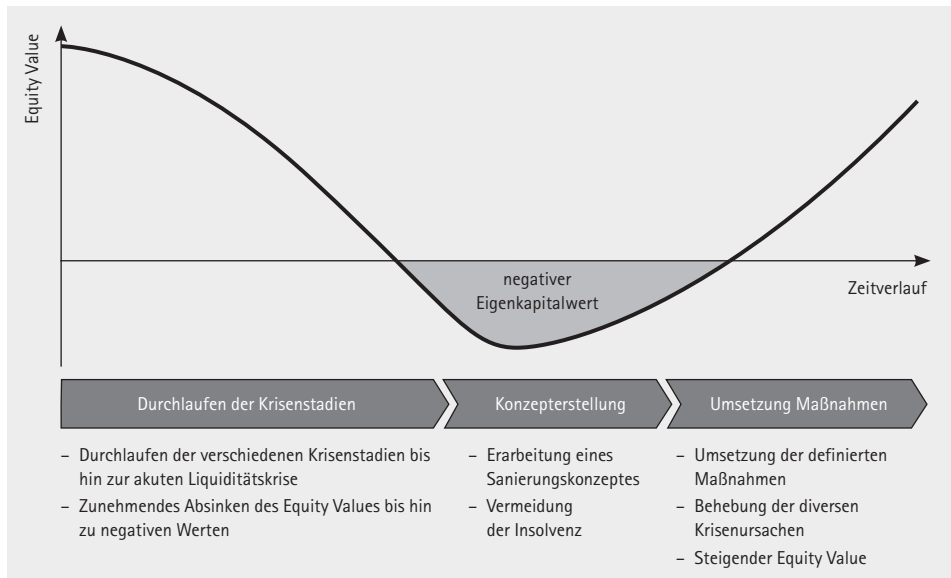 Equity Value
negativer
Eigenkapitalwert
Zeitverlauf
Durchlaufen der Krisenstadien
Konzepterstellung
Umsetzung Maßnahmen
– Durchlaufen der verschiedenen Krisenstadien bis
hin zur akuten Liquiditätskrise
– Zunehmendes Absinken des Equity Values bis hin
zu negativen Werten
– Erarbeitung eines
Sanierungskonzeptes
– Vermeidung
der Insolvenz
– Umsetzung der definierten
Maßnahmen
– Behebung der diversen
Krisenursachen
– Steigender Equity Value